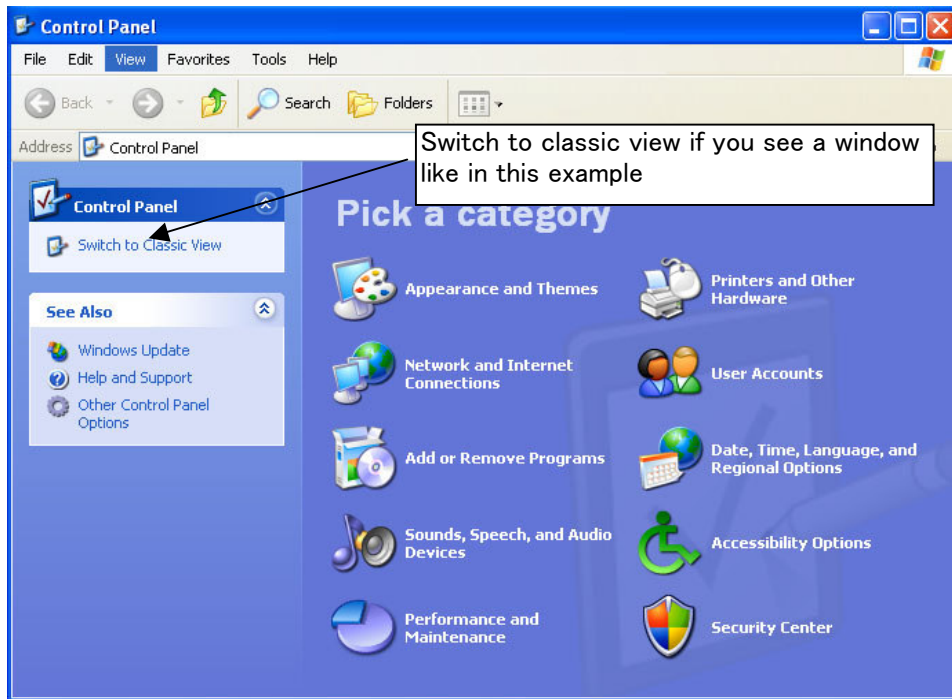 Control Panel
File Edit View Favorites Tools Help
Back Search Folders
Address Control Panel
Switch to classic view if you see a window
like in this example
Control Panel
Switch to Classic View
See Also
Windows Update
Help and Support
Other Control Panel
Options
Pick a category
Appearance and Themes
Printers and Other
Hardware
Network and Internet
Connections
User Accounts
Add or Remove Programs
Date, Time, Language, and
Regional Options
Sounds, Speech, and Audio
Devices
Accessibility Options
Performance and
Maintenance
Security Center